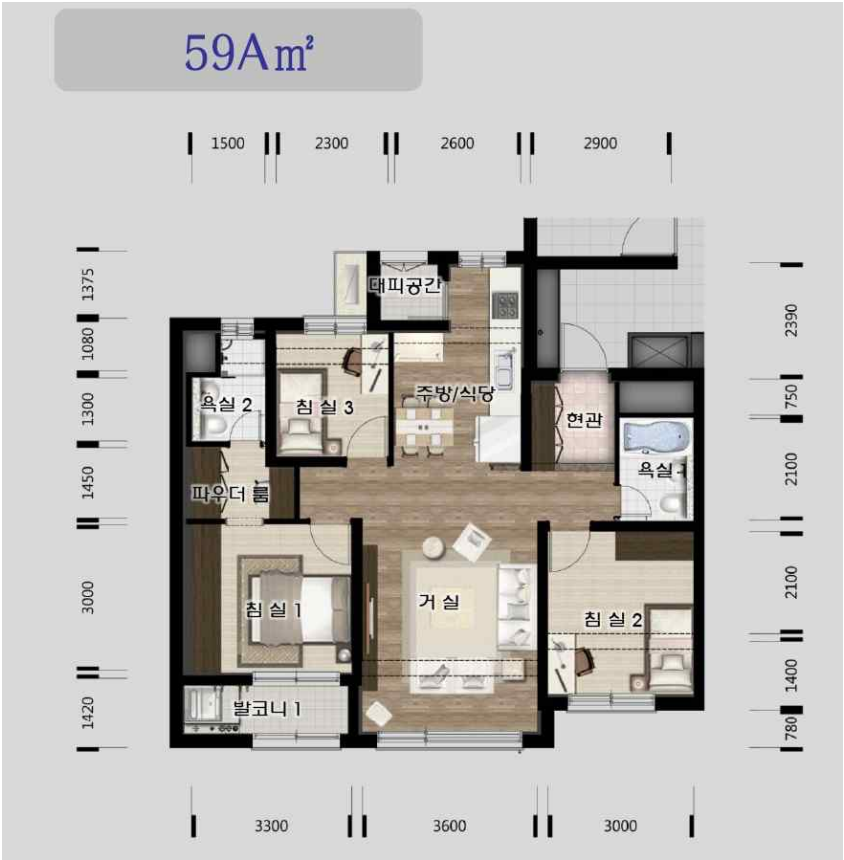 59A㎡
1500
2300
2600
2900
1375
1080
1300
1450
3000
1420
2390
750
2100
2100
1400
780
대피공간
욕실 2
침 실 3
주방/식당
현관
욕실 1
파우더 룸
침 실 1
거 실
침 실 2
발코니 1
3300
3600
3000